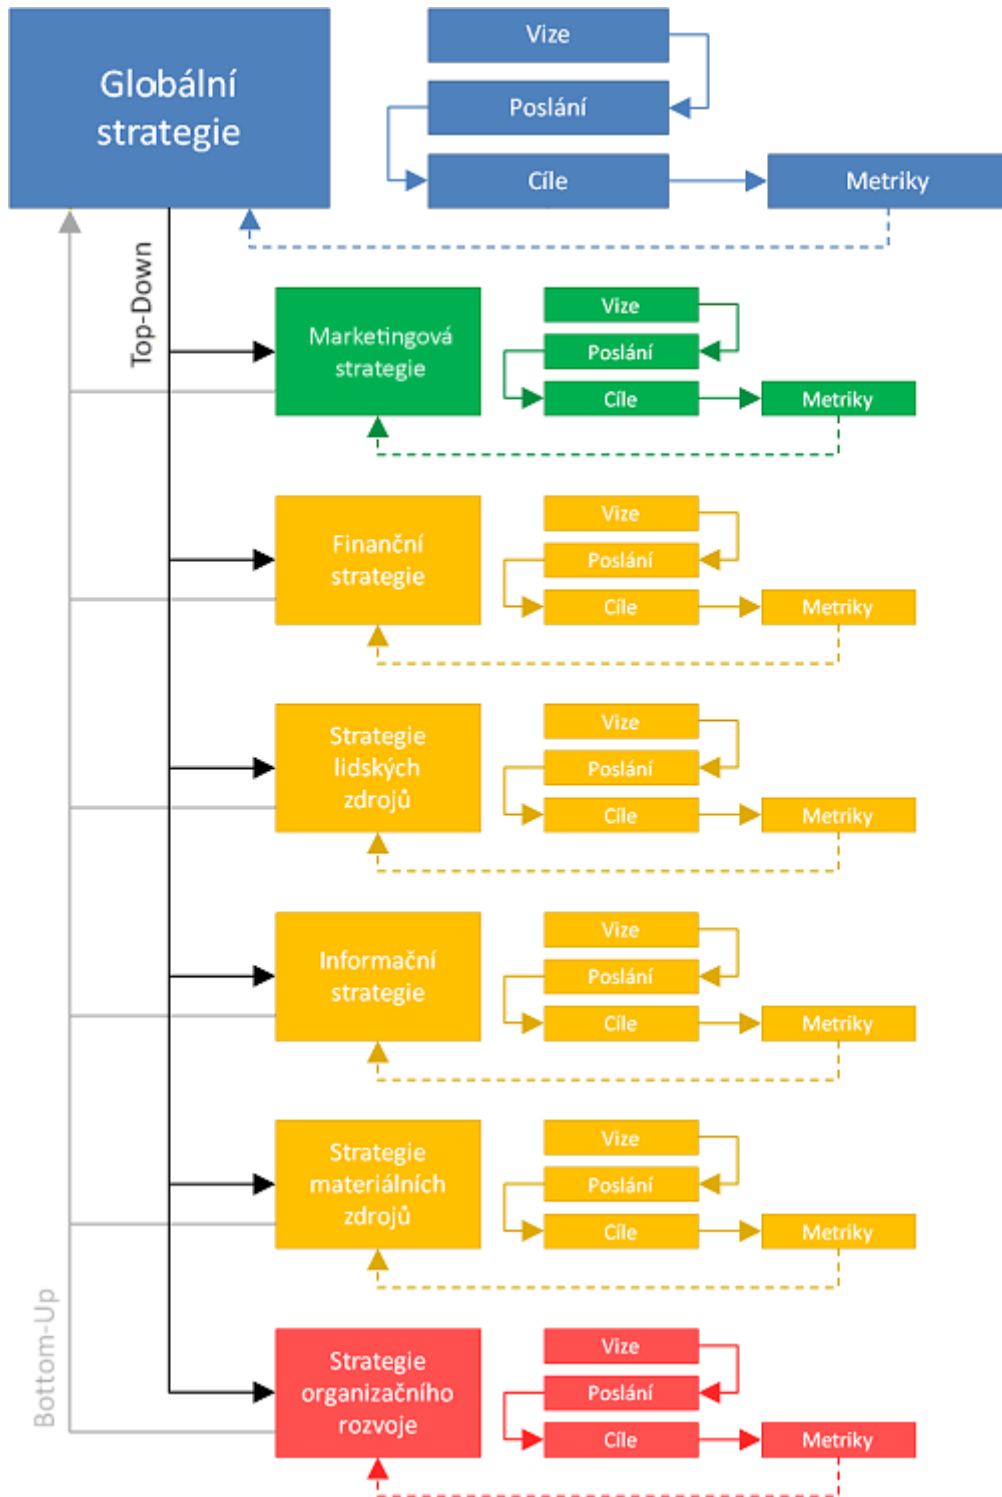 Globální
strategie
Vize
Poslání
Cíle
Metriky
Top-Down
Marketingová
strategie
Vize
Poslání
Cíle
Metriky
Finanční
strategie
Vize
Poslání
Cíle
Metriky
Strategie
lidských
zdrojů
Vize
Poslání
Cíle
Metriky
Informační
strategie
Vize
Poslání
Cíle
Metriky
Strategie
materiálních
zdrojů
Vize
Poslání
Cíle
Metriky
Bottom-Up
Strategie
organizačního
rozvoje
Vize
Poslání
Cíle
Metriky